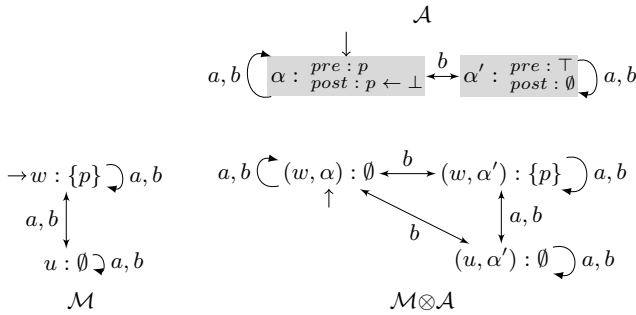 𝒜
a, b α : pre : p b α′ : pre : ⊤ a, b
post : p ← ⊥ post : ∅
→ w : {p} a, b a, b (w, α) : ∅ b (w, α′) : {p} a, b
a, b b a, b
u : ∅ a, b (u, α′) : ∅ a, b
ℳ ℳ⊗𝒜